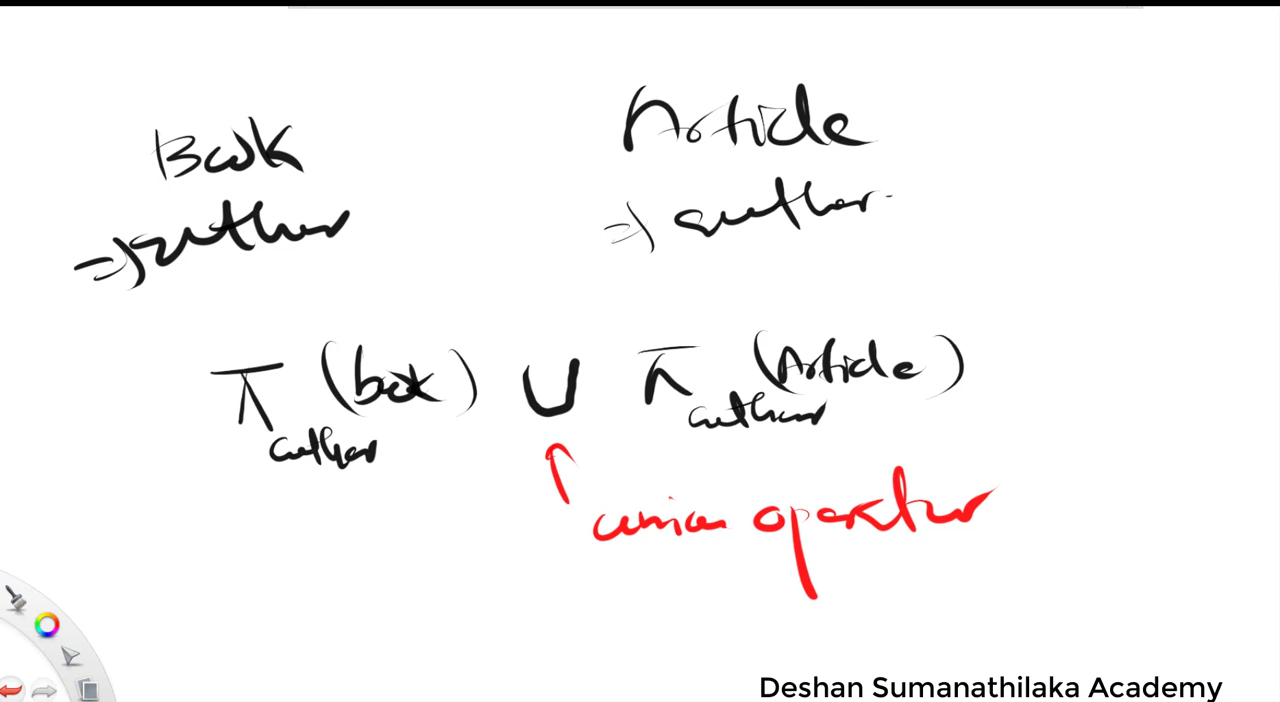 Book
Article
=> author
=> author.
π author (book) ∪ π author (Article)
union operator
Deshan Sumanathilaka Academy